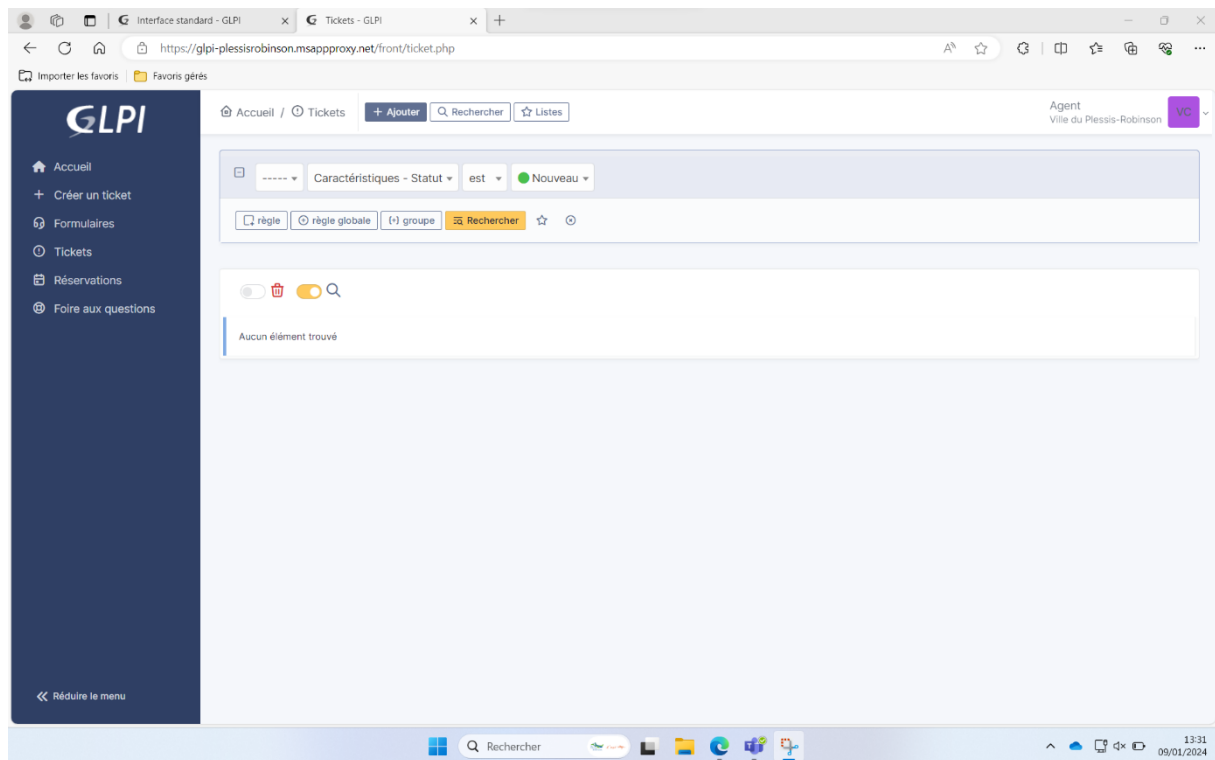 Interface standard - GLPI
Tickets - GLPI
https://glpi-plessisrobinson.msappproxy.net/front/ticket.php
Importer les favoris
Favoris gérés
GLPI
Accueil / Tickets
+ Ajouter
Rechercher
Listes
Agent
Ville du Plessis-Robinson
VC
Accueil
Créer un ticket
Formulaires
Tickets
Réservations
Foire aux questions
-----
Caractéristiques - Statut
est
Nouveau
règle
règle globale
groupe
Rechercher
Aucun élément trouvé
Réduire le menu
Rechercher
13:31
09/01/2024